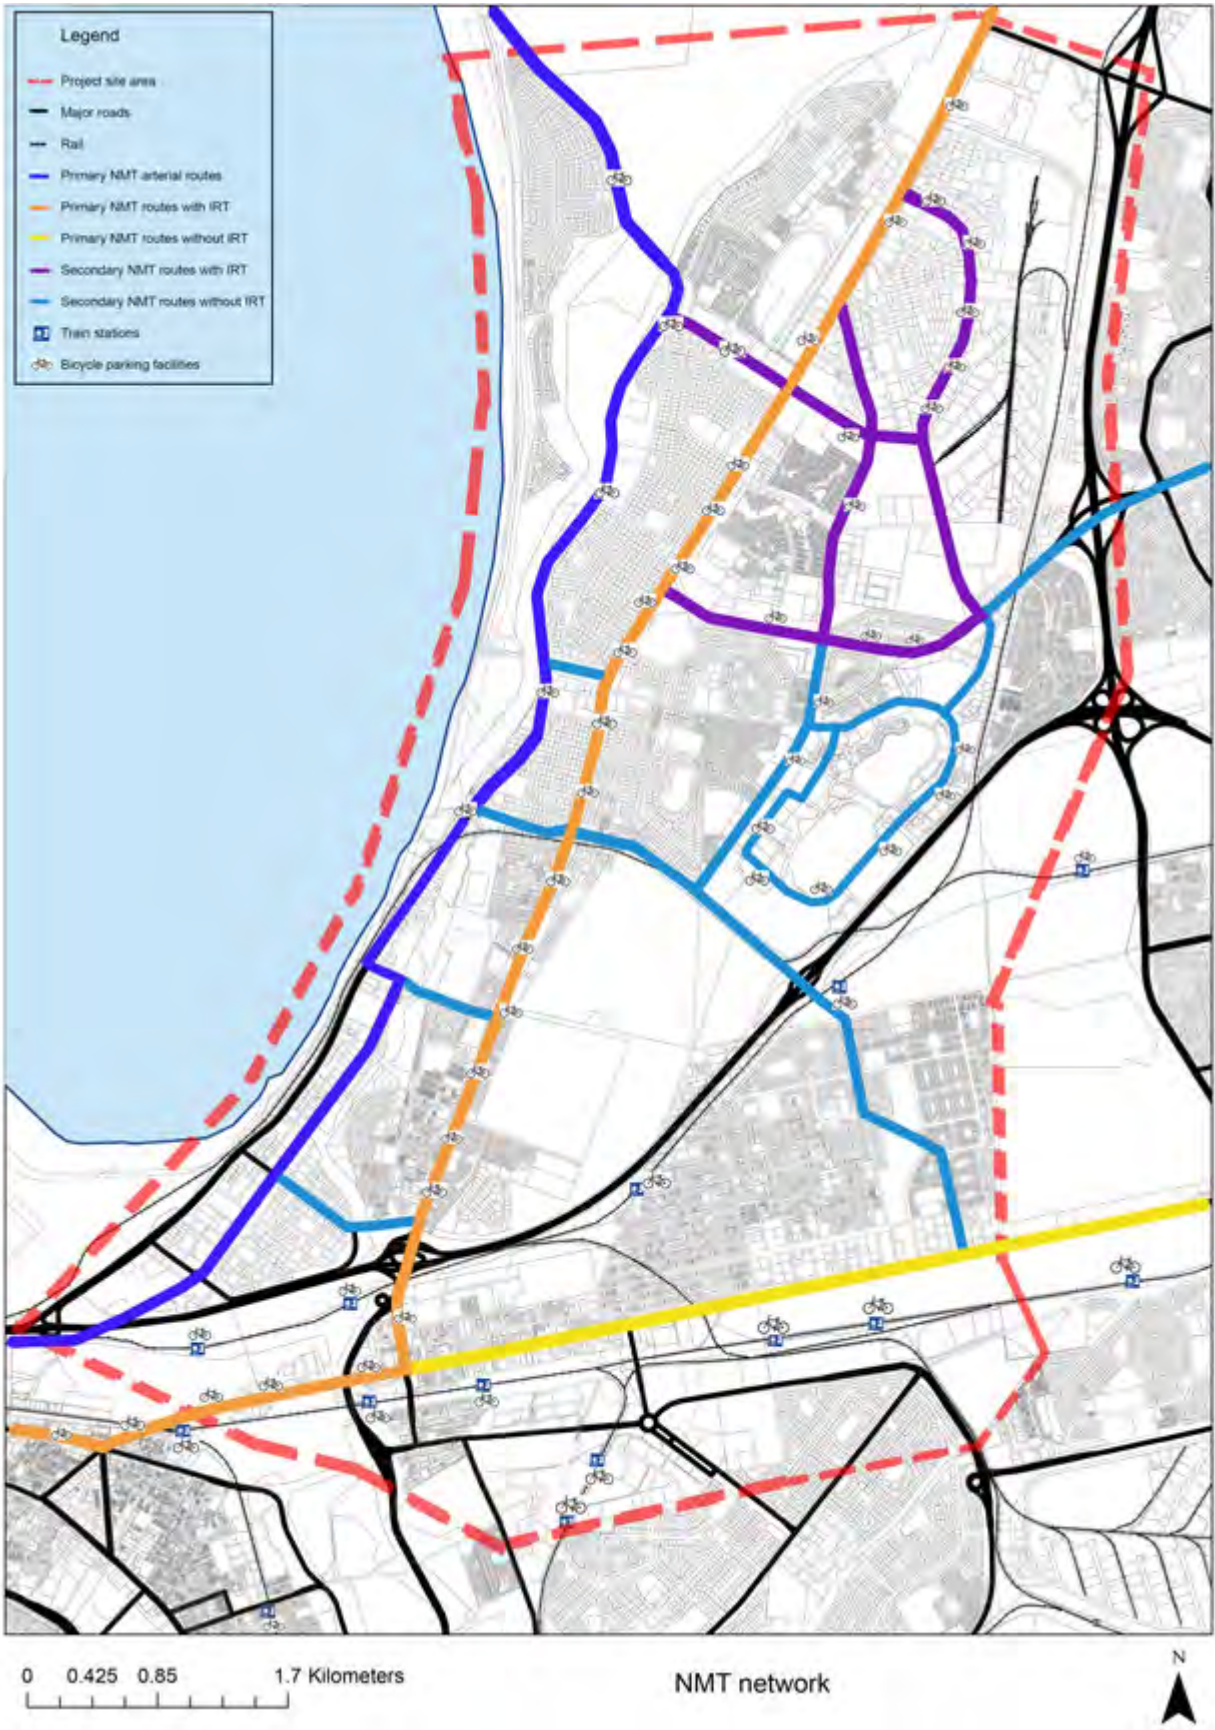 Legend
Project site area
Major roads
Rail
Primary NMT arterial routes
Primary NMT routes with IRT
Primary NMT routes without IRT
Secondary NMT routes with IRT
Secondary NMT routes without IRT
Train stations
Bicycle parking facilities
0 0.425 0.85 1.7 Kilometers
NMT network
N